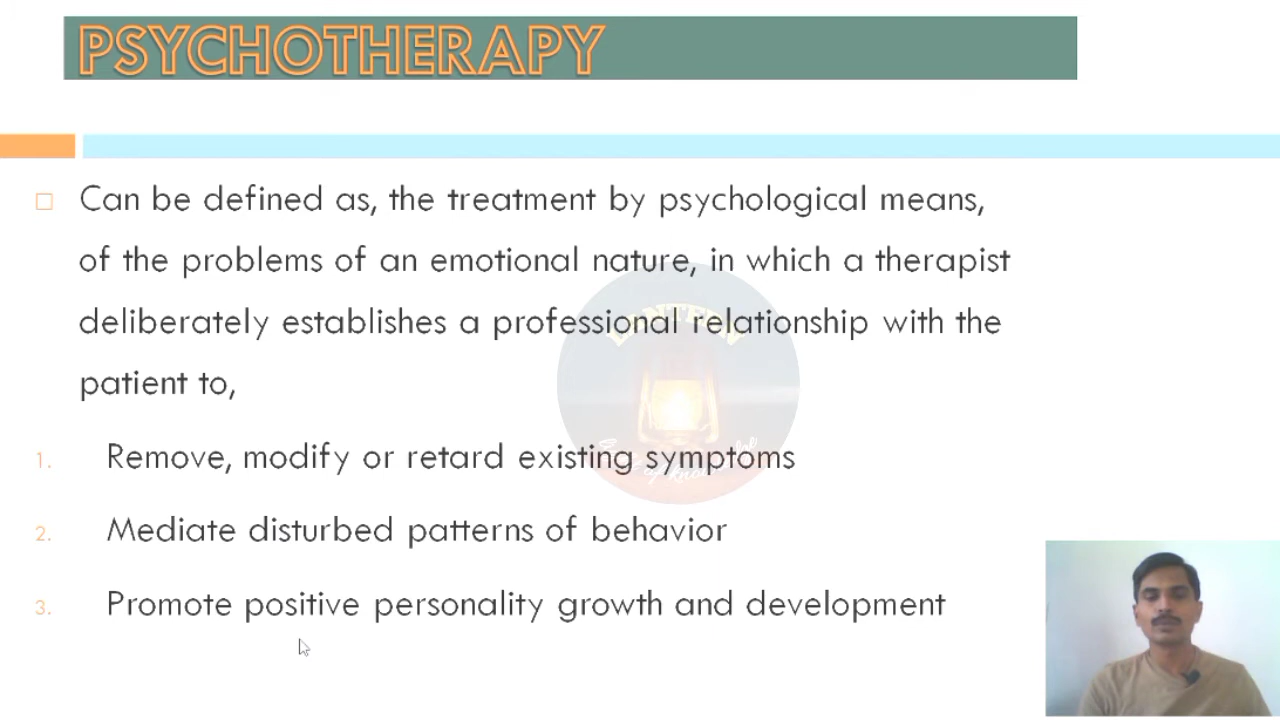 PSYCHOTHERAPY
Can be defined as, the treatment by psychological means,
of the problems of an emotional nature, in which a therapist
deliberately establishes a professional relationship with the
patient to,
1. Remove, modify or retard existing symptoms
2. Mediate disturbed patterns of behavior
3. Promote positive personality growth and development